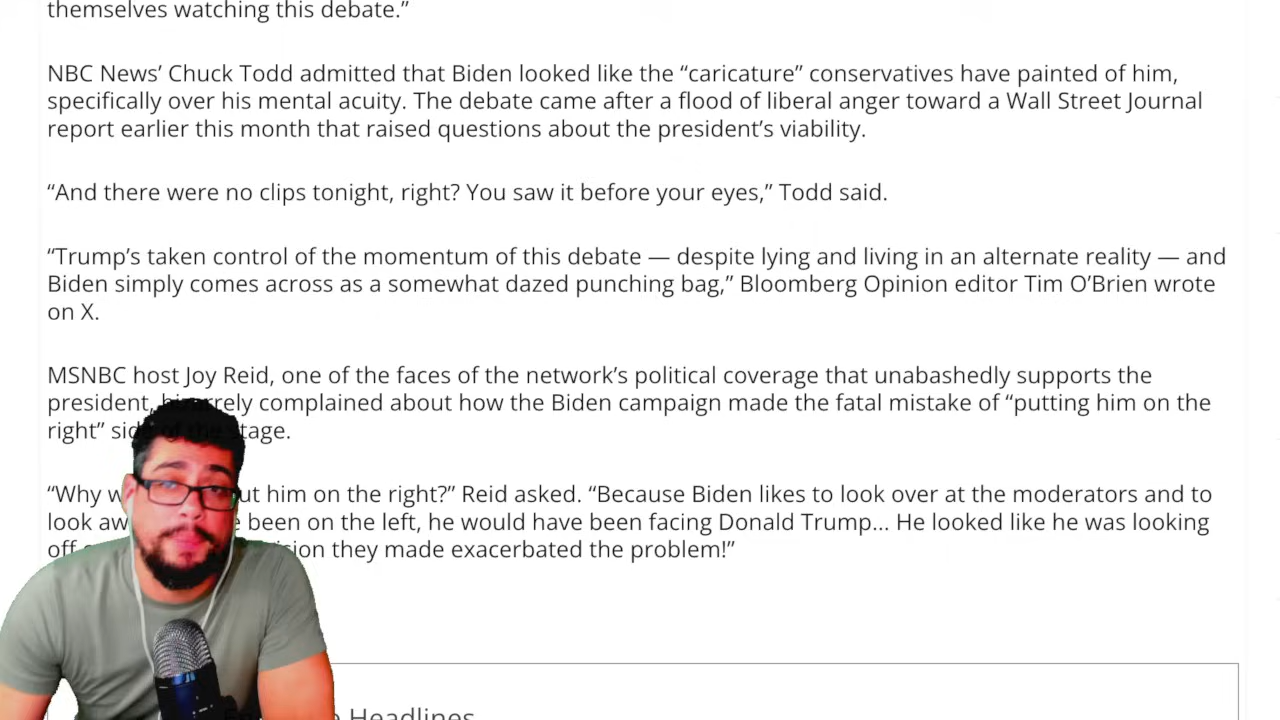 themselves watching this debate.”
NBC News’ Chuck Todd admitted that Biden looked like the “caricature” conservatives have painted of him,
specifically over his mental acuity. The debate came after a flood of liberal anger toward a Wall Street Journal
report earlier this month that raised questions about the president’s viability.
“And there were no clips tonight, right? You saw it before your eyes,” Todd said.
“Trump’s taken control of the momentum of this debate — despite lying and living in an alternate reality — and
Biden simply comes across as a somewhat dazed punching bag,” Bloomberg Opinion editor Tim O’Brien wrote
on X.
MSNBC host Joy Reid, one of the faces of the network’s political coverage that unabashedly supports the
president, bizarrely complained about how the Biden campaign made the fatal mistake of “putting him on the
right” side of the stage.
“Why him on the right?” Reid asked. “Because Biden likes to look over at the moderators and to
look been on the left, he would have been facing Donald Trump... He looked like he was looking
off they made exacerbated the problem!”
Headlines